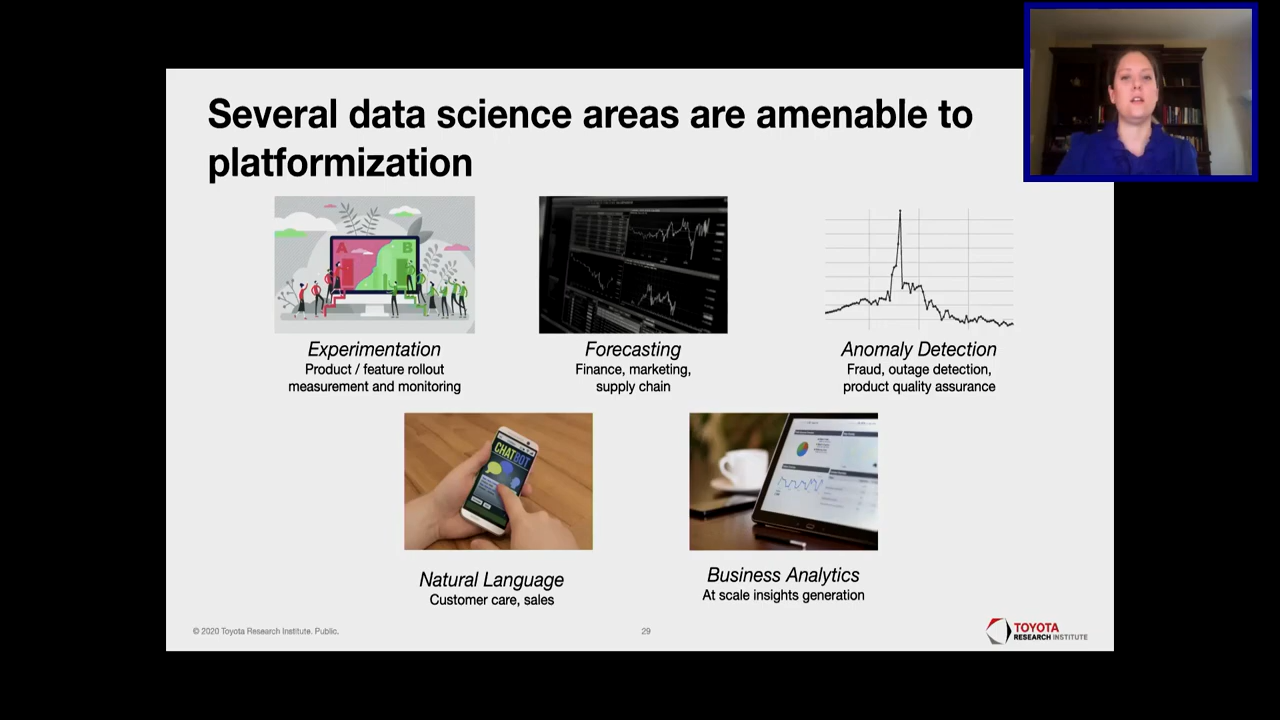 Several data science areas are amenable to
platformization
A B
Experimentation
Product / feature rollout
measurement and monitoring
Forecasting
Finance, marketing,
supply chain
Anomaly Detection
Fraud, outage detection,
product quality assurance
CHATBOT
Natural Language
Customer care, sales
Business Analytics
At scale insights generation
© 2020 Toyota Research Institute. Public.
29
TOYOTA
RESEARCH INSTITUTE